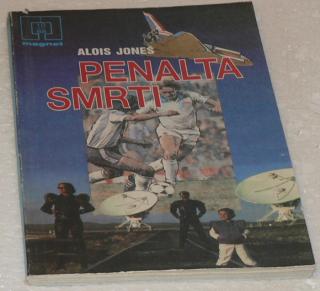 magnet
ALOIS JONES
PENALTA
SMRTI